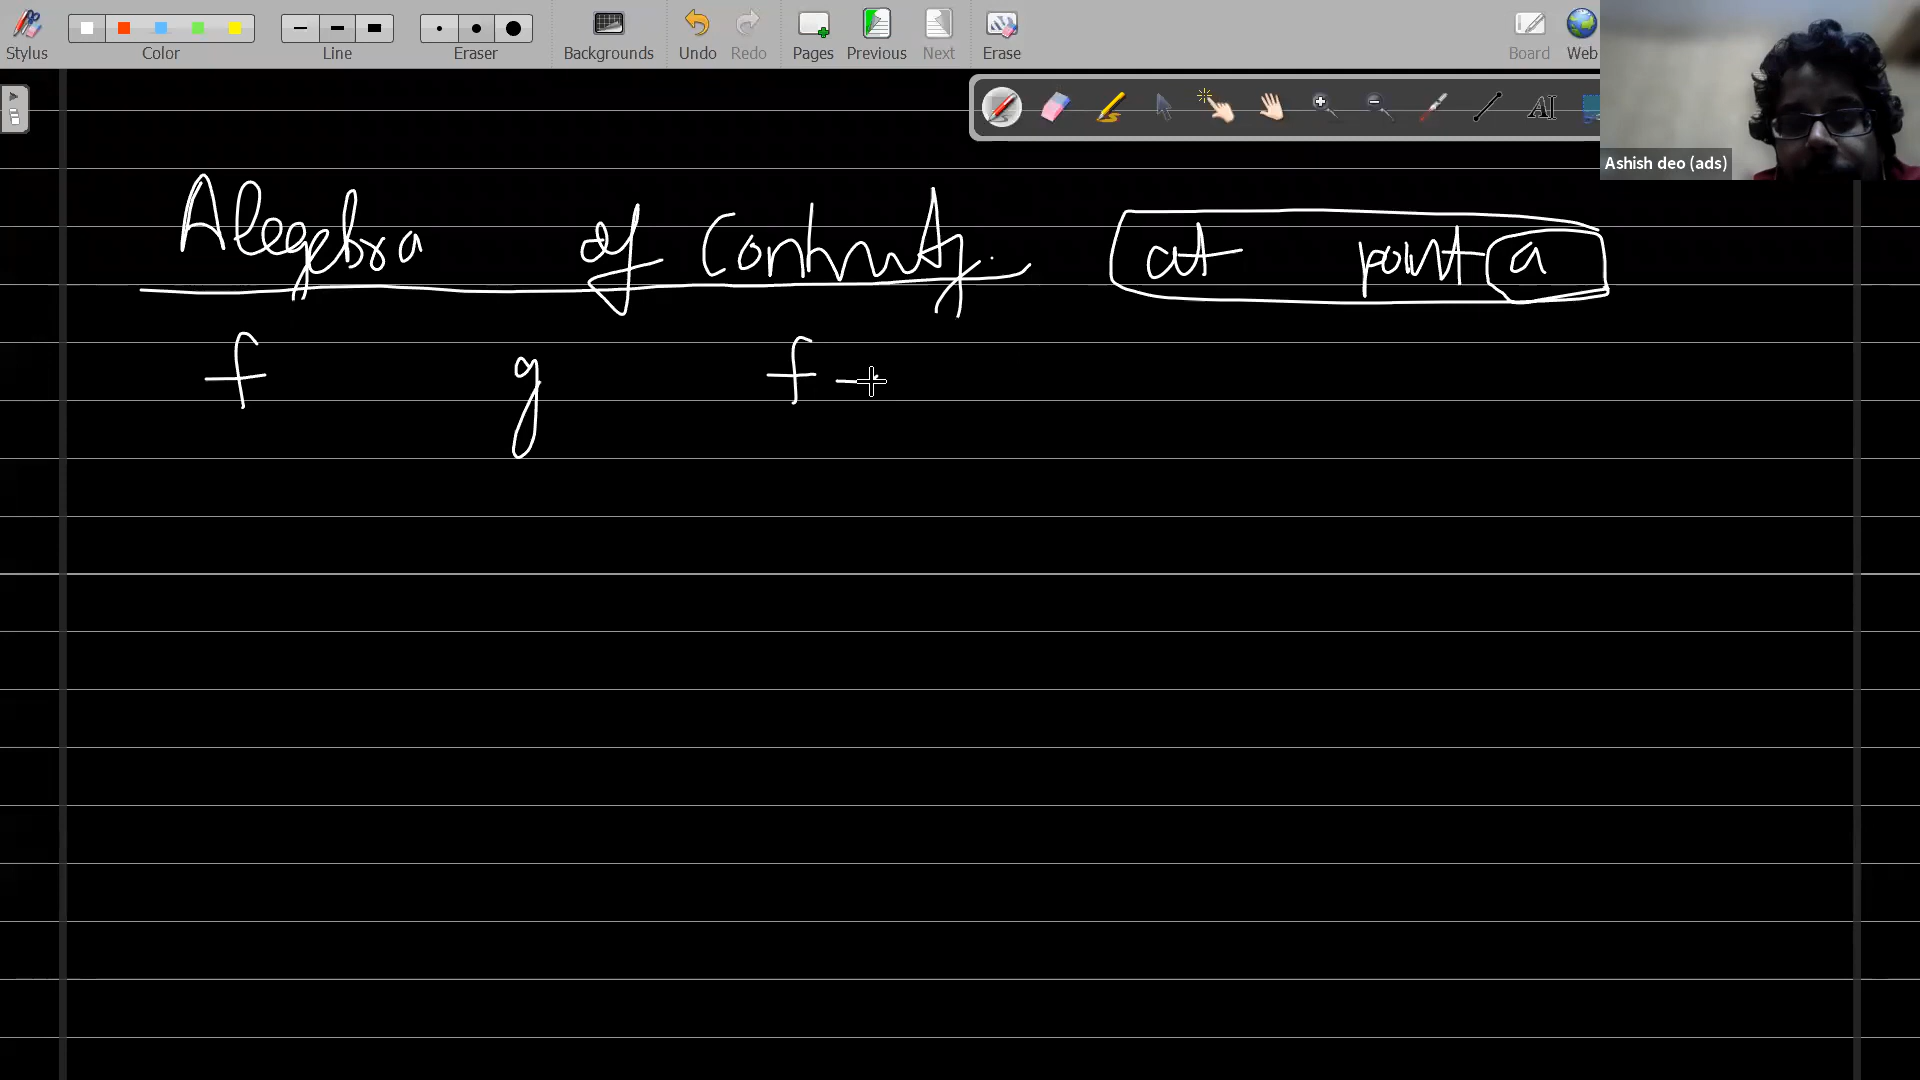 Stylus Color Line Eraser Backgrounds Undo Redo Pages Previous Next Erase Board Web
Ashish deo (ads)
Alegebra of Continuity. at point a
f g f -